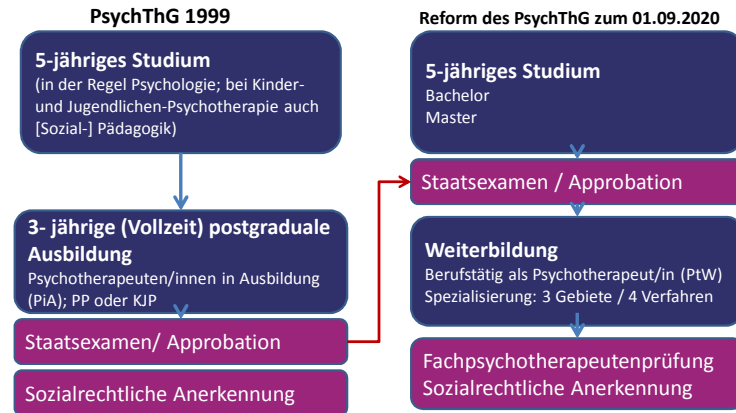 PsychThG 1999
5-jähriges Studium
(in der Regel Psychologie; bei Kinder-
und Jugendlichen-Psychotherapie auch
[Sozial-] Pädagogik)
3- jährige (Vollzeit) postgraduale
Ausbildung
Psychotherapeuten/innen in Ausbildung
(PiA); PP oder KJP
Staatsexamen/ Approbation
Sozialrechtliche Anerkennung
Reform des PsychThG zum 01.09.2020
5-jähriges Studium
Bachelor
Master
Staatsexamen / Approbation
Weiterbildung
Berufstätig als Psychotherapeut/in (PtW)
Spezialisierung: 3 Gebiete / 4 Verfahren
Fachpsychotherapeutenprüfung
Sozialrechtliche Anerkennung